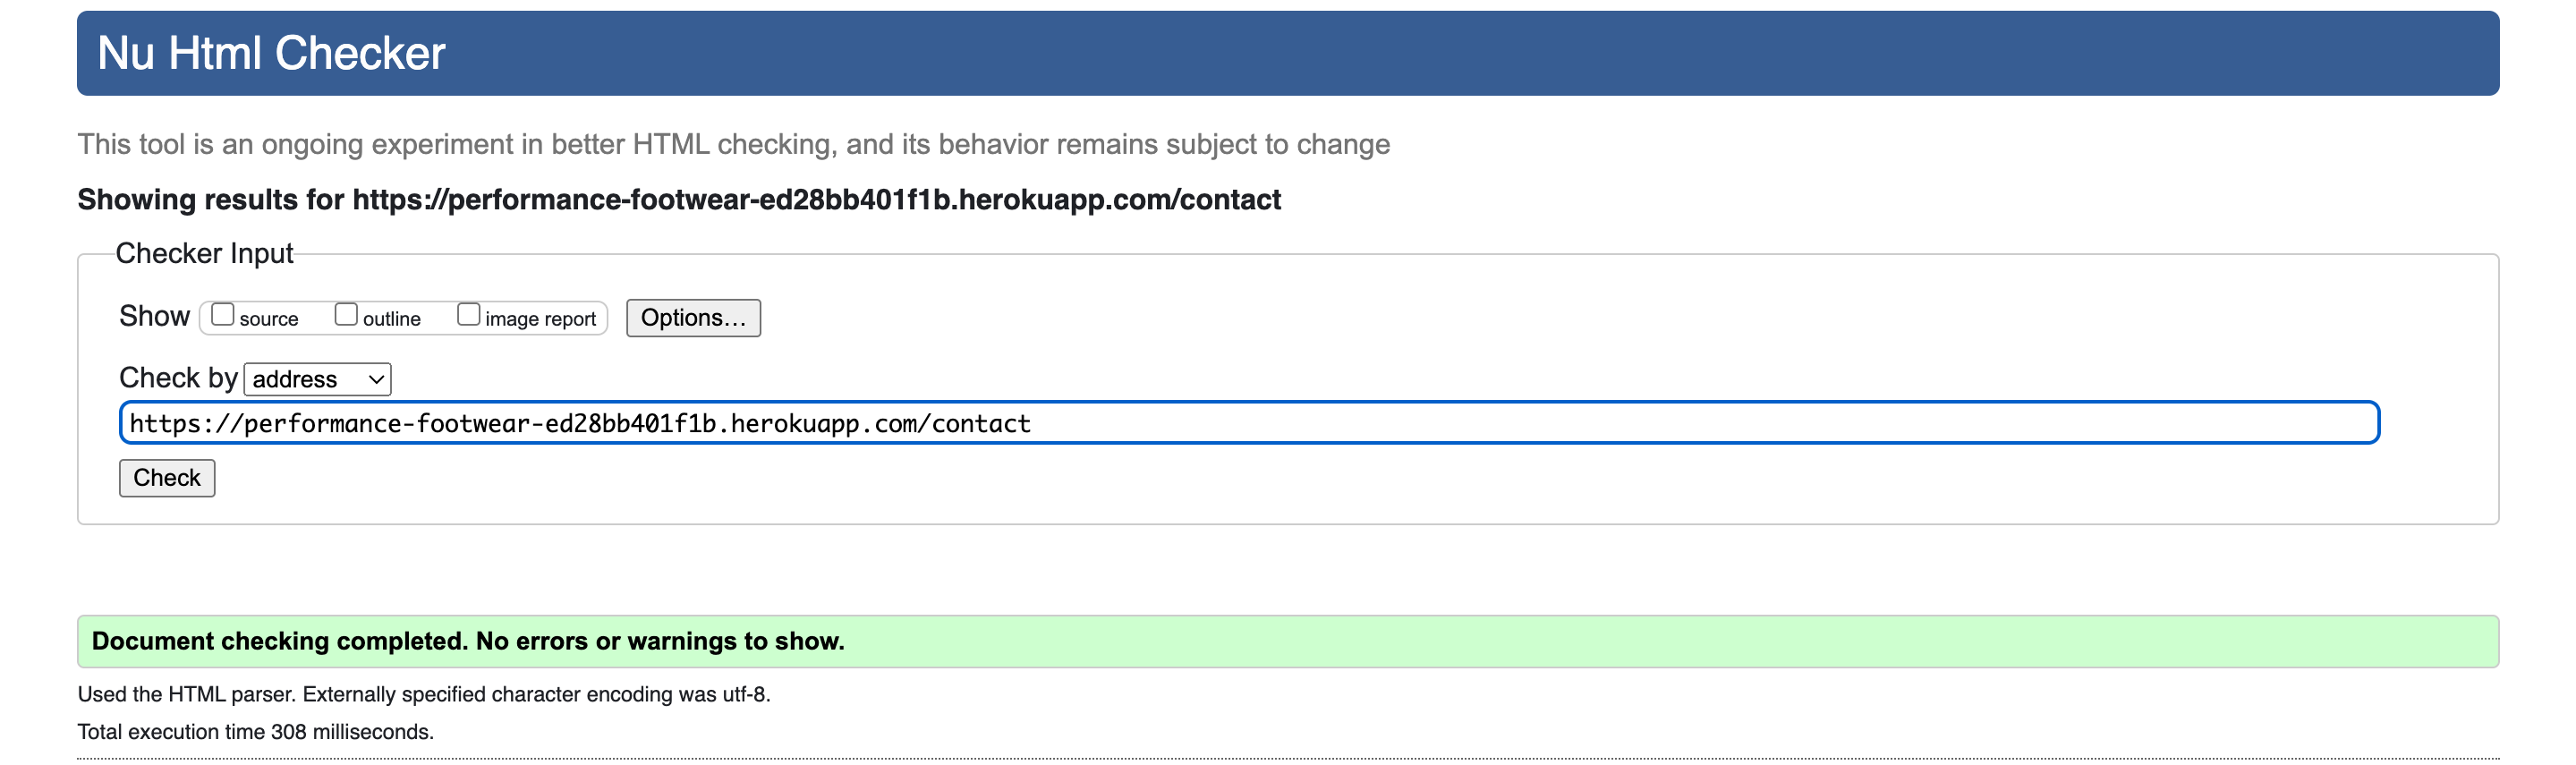 Nu Html Checker
This tool is an ongoing experiment in better HTML checking, and its behavior remains subject to change
Showing results for https://performance-footwear-ed28bb401f1b.herokuapp.com/contact
Checker Input
Show source outline image report Options...
Check by address
https://performance-footwear-ed28bb401f1b.herokuapp.com/contact
Check
Document checking completed. No errors or warnings to show.
Used the HTML parser. Externally specified character encoding was utf-8.
Total execution time 308 milliseconds.